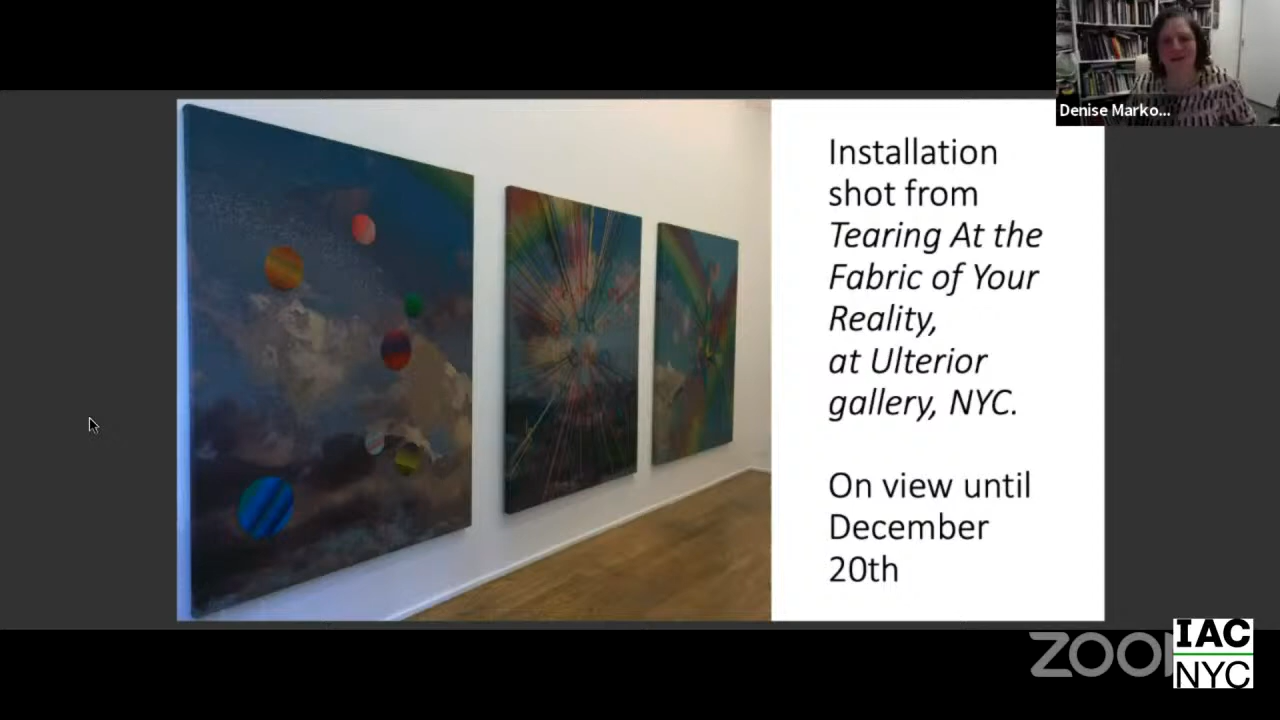 Denise Marko...
Installation
shot from
Tearing At the
Fabric of Your
Reality,
at Ulterior
gallery, NYC.
On view until
December
20th
ZOO
IAC
NYC